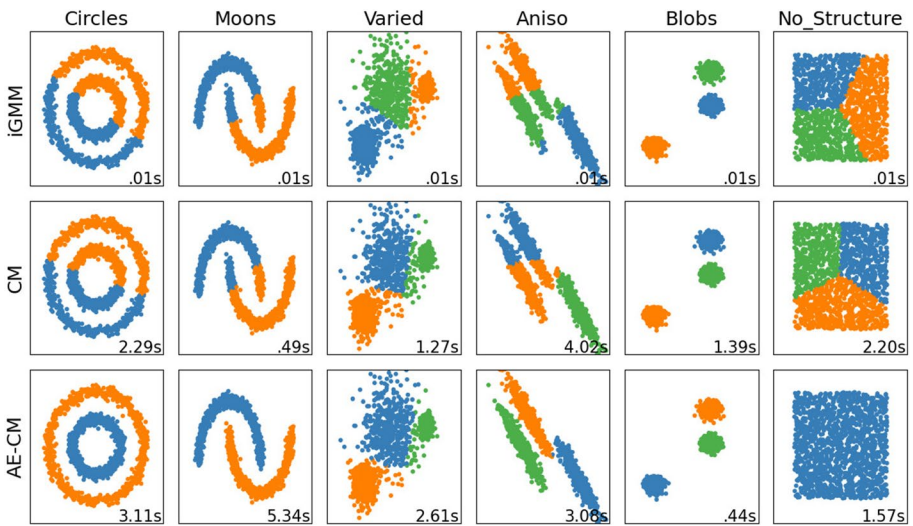 Circles Moons Varied Aniso Blobs No_Structure
iGMM
.01s .01s .01s .01s .01s .01s
CM
2.29s .49s 1.27s 4.02s 1.39s 2.20s
AE-CM
3.11s 5.34s 2.61s 3.08s .44s 1.57s